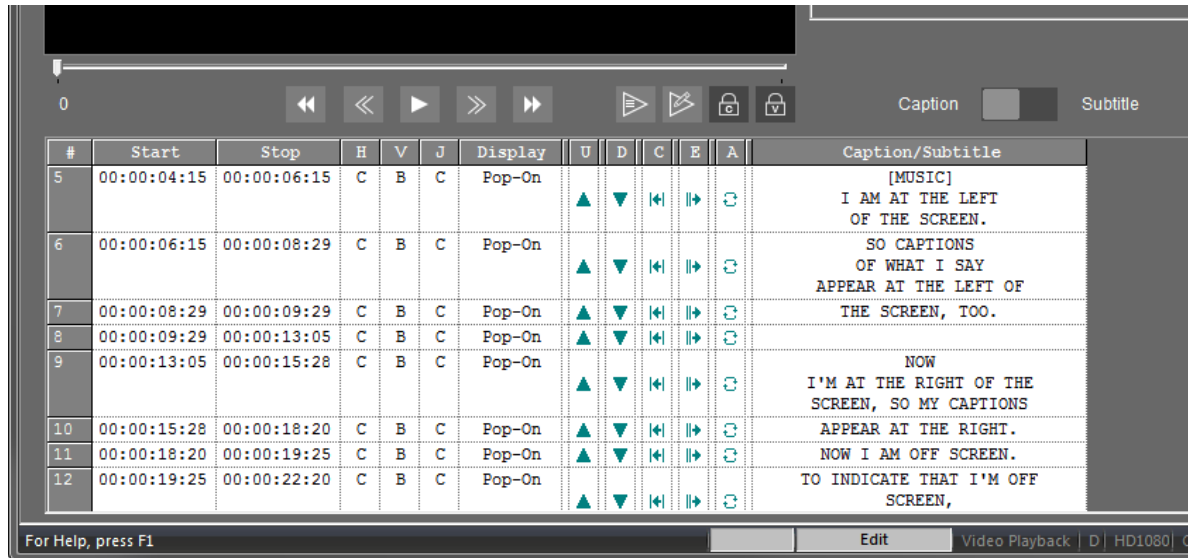 0
c
v
Caption
Subtitle
# Start Stop H V J Display U D C E A Caption/Subtitle
5 00:00:04:15 00:00:06:15 C B C Pop-On [MUSIC]
I AM AT THE LEFT
OF THE SCREEN.
6 00:00:06:15 00:00:08:29 C B C Pop-On SO CAPTIONS
OF WHAT I SAY
APPEAR AT THE LEFT OF
7 00:00:08:29 00:00:09:29 C B C Pop-On THE SCREEN, TOO.
8 00:00:09:29 00:00:13:05 C B C Pop-On
9 00:00:13:05 00:00:15:28 C B C Pop-On NOW
I'M AT THE RIGHT OF THE
SCREEN, SO MY CAPTIONS
10 00:00:15:28 00:00:18:20 C B C Pop-On APPEAR AT THE RIGHT.
11 00:00:18:20 00:00:19:25 C B C Pop-On NOW I AM OFF SCREEN.
12 00:00:19:25 00:00:22:20 C B C Pop-On TO INDICATE THAT I'M OFF
SCREEN,
For Help, press F1
Edit
Video Playback
D
HD1080